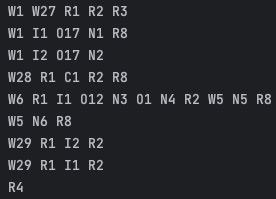 W1 W27 R1 R2 R3
W1 I1 O17 N1 R8
W1 I2 O17 N2
W28 R1 C1 R2 R8
W6 R1 I1 O12 N3 O1 N4 R2 W5 N5 R8
W5 N6 R8
W29 R1 I2 R2
W29 R1 I1 R2
R4